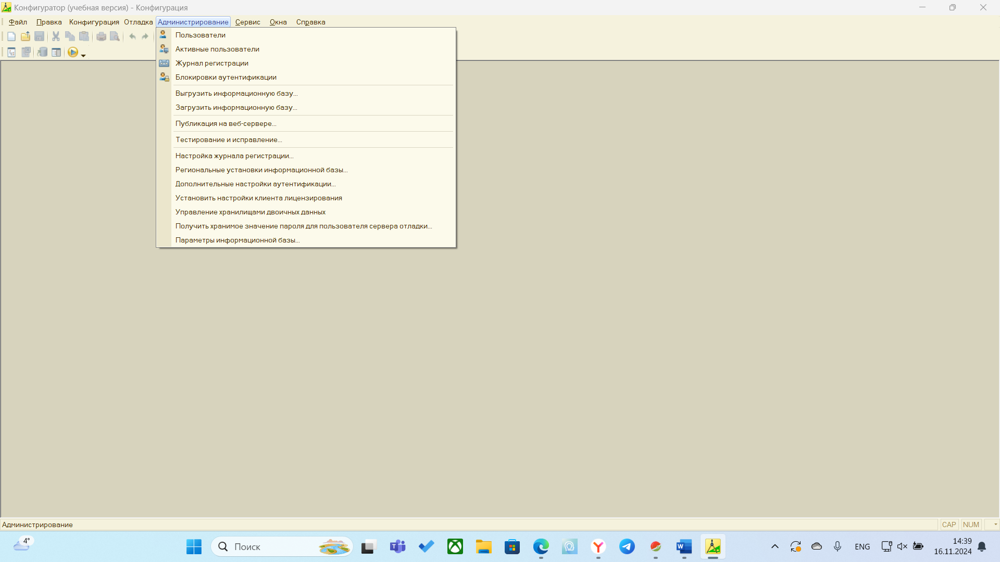 Конфигуратор (учебная версия) - Конфигурация
Файл Правка Конфигурация Отладка Администрирование Сервис Окна Справка
Пользователи
Активные пользователи
Журнал регистрации
Блокировки аутентификации
Выгрузить информационную базу...
Загрузить информационную базу...
Публикация на веб-сервере...
Тестирование и исправление...
Настройка журнала регистрации...
Региональные установки информационной базы...
Дополнительные настройки аутентификации...
Установить настройки клиента лицензирования
Управление хранилищами двоичных данных
Получить хранимое значение пароля для пользователя сервера отладки...
Параметры информационной базы...
Администрирование CAP NUM
4°
Поиск
ENG
14:39
16.11.2024